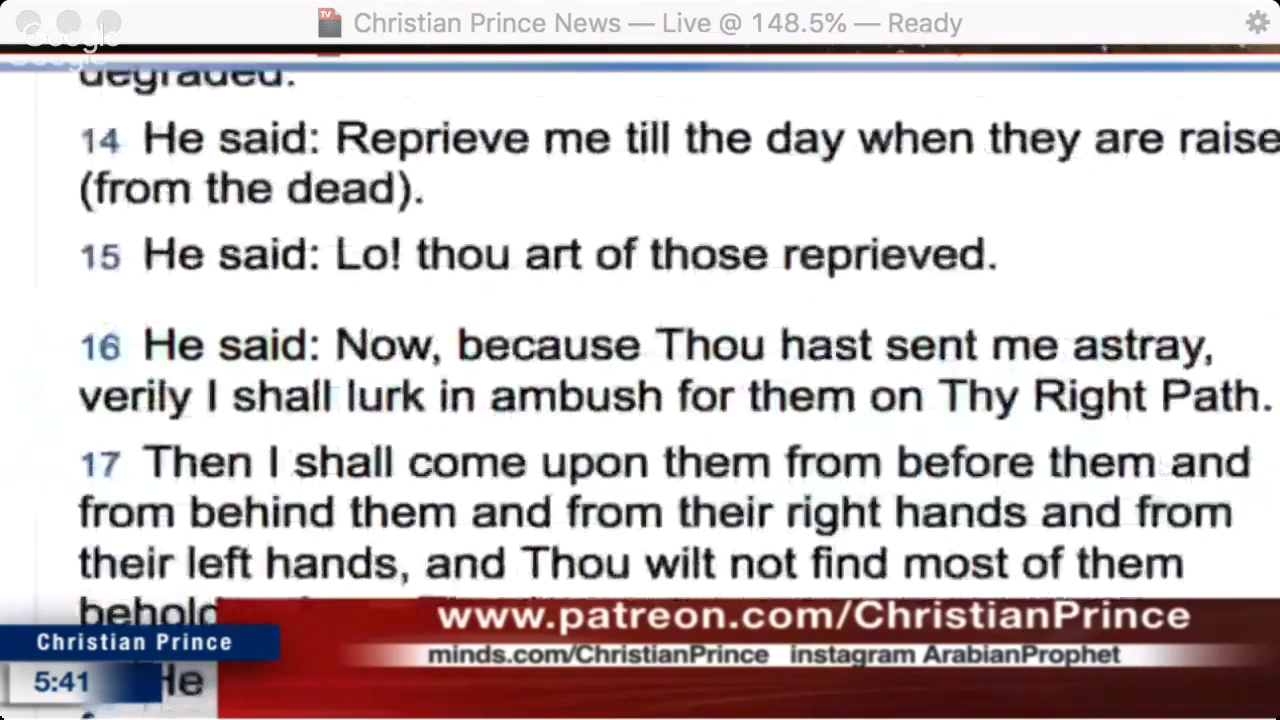 Christian Prince News — Live @ 148.5% — Ready
Google
Google
degraded.
14 He said: Reprieve me till the day when they are raise
(from the dead).
15 He said: Lo! thou art of those reprieved.
16 He said: Now, because Thou hast sent me astray,
verily I shall lurk in ambush for them on Thy Right Path.
17 Then I shall come upon them from before them and
from behind them and from their right hands and from
their left hands, and Thou wilt not find most of them
behold
www.patreon.com/ChristianPrince
Christian Prince
minds.com/ChristianPrince instagram ArabianProphet
5:41
He